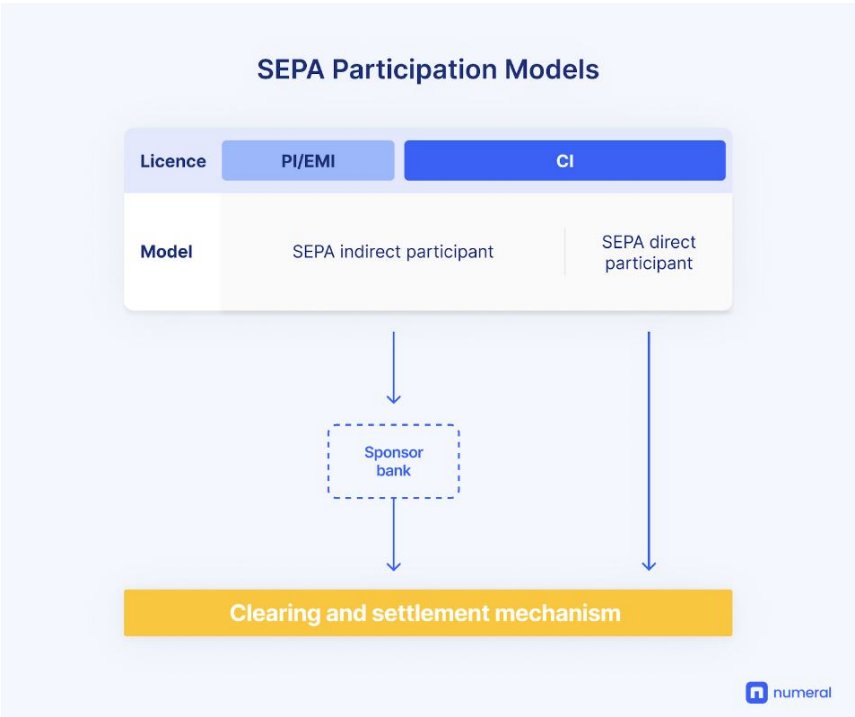 SEPA Participation Models
Licence
PI/EMI
CI
Model
SEPA indirect participant
SEPA direct
participant
Sponsor
bank
Clearing and settlement mechanism
numeral